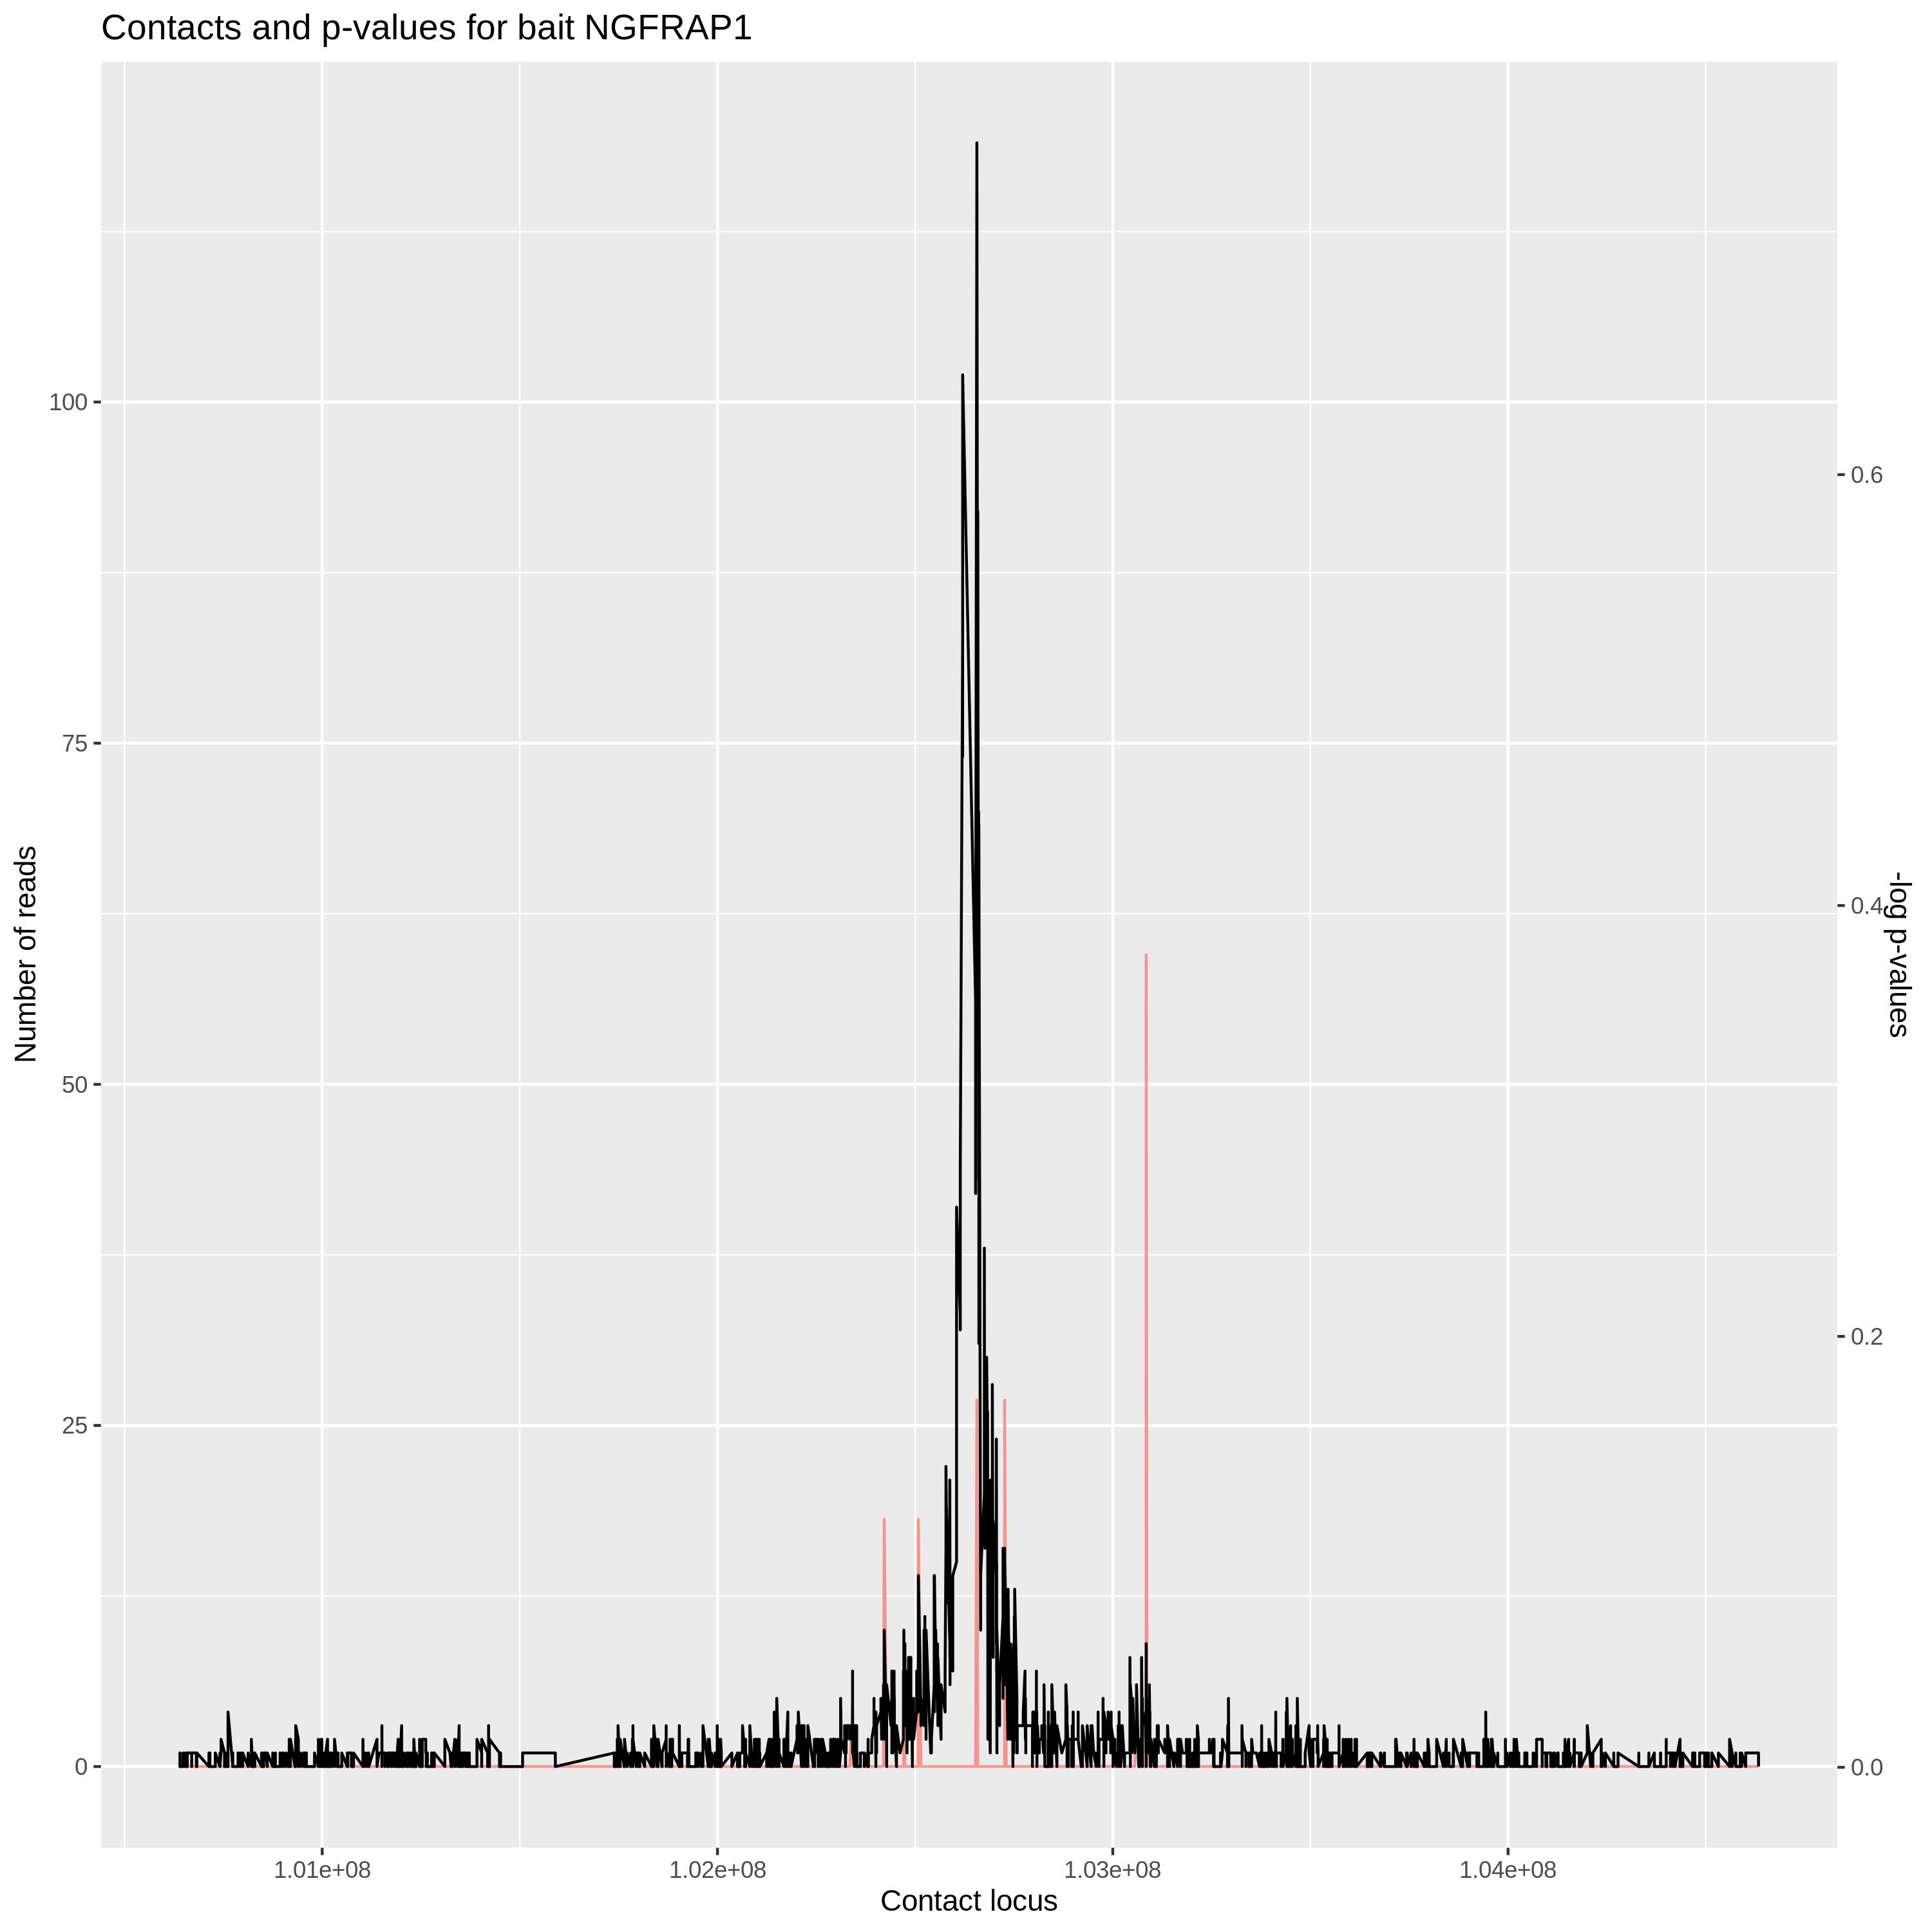 Contacts and p-values for bait NGFRAP1
Number of reads
100
75
50
25
0
0.6
0.4
0.2
0.0
-log p-values
1.01e+08
1.02e+08
1.03e+08
1.04e+08
Contact locus